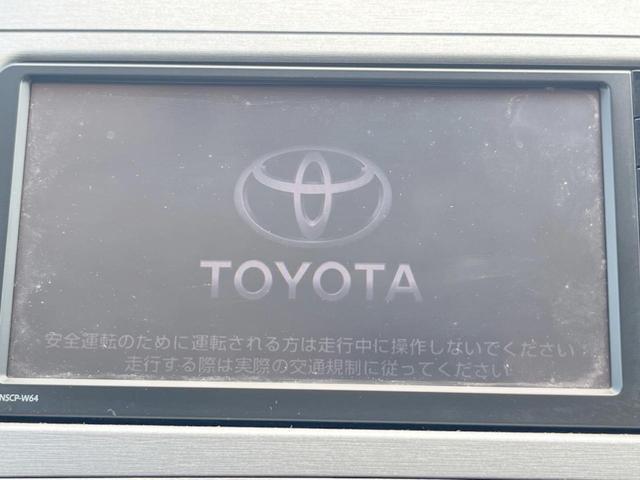 TOYOTA
安全運転のために運転される方は走行中に操作しないでください
走行する際は実際の交通規制に従ってください
NSCP-W64